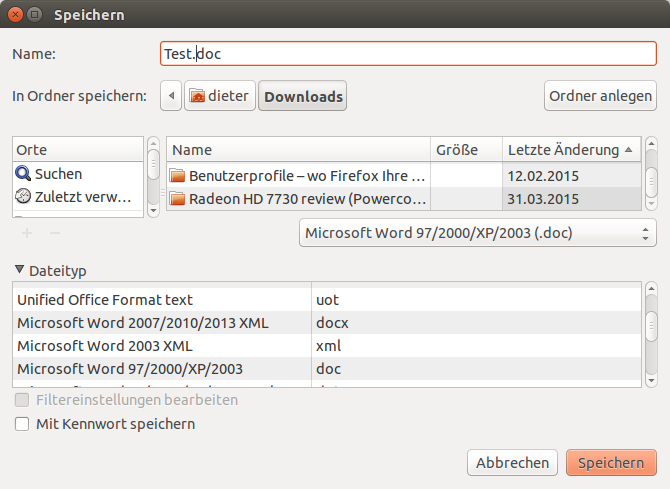 Speichern
Name: Test.doc
In Ordner speichern: dieter Downloads Ordner anlegen
Orte Name Größe Letzte Änderung
Suchen Benutzerprofile – wo Firefox Ihre ... 12.02.2015
Zuletzt verw... Radeon HD 7730 review (Powerco... 31.03.2015
Microsoft Word 97/2000/XP/2003 (.doc)
Dateityp
Unified Office Format text uot
Microsoft Word 2007/2010/2013 XML docx
Microsoft Word 2003 XML xml
Microsoft Word 97/2000/XP/2003 doc
Filtereinstellungen bearbeiten
Mit Kennwort speichern
Abbrechen Speichern